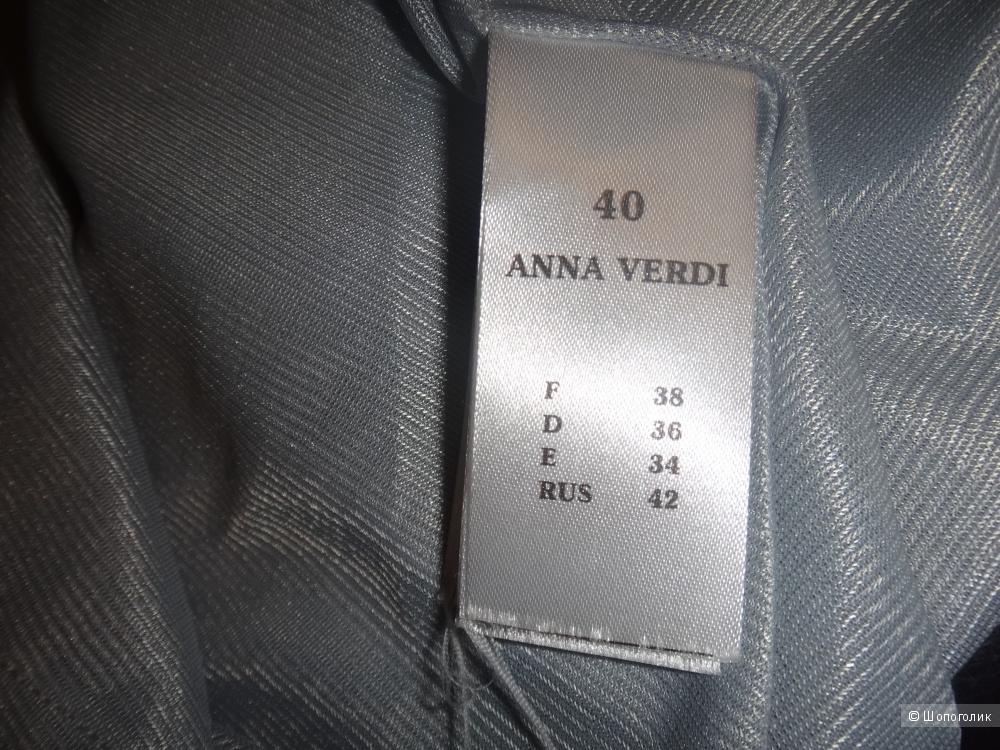 40
ANNA VERDI
F 38
D 36
E 34
RUS 42
© Шопоголик